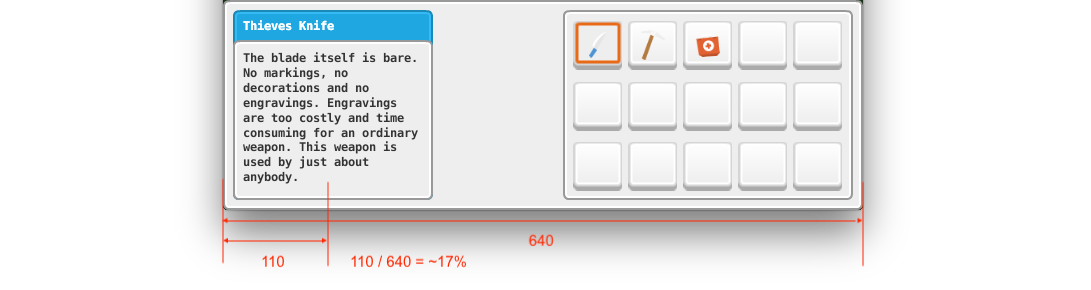 Thieves Knife
The blade itself is bare.
No markings, no
decorations and no
engravings. Engravings
are too costly and time
consuming for an ordinary
weapon. This weapon is
used by just about
anybody.
640
110
110 / 640 = ~17%